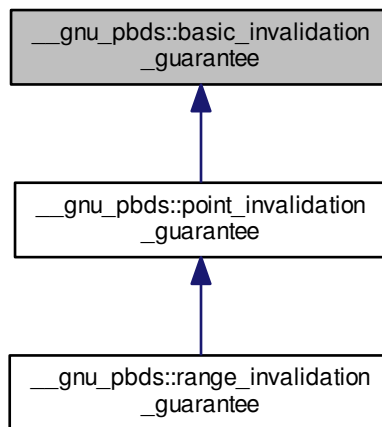 __gnu_pbds::basic_invalidation
_guarantee
__gnu_pbds::point_invalidation
_guarantee
__gnu_pbds::range_invalidation
_guarantee